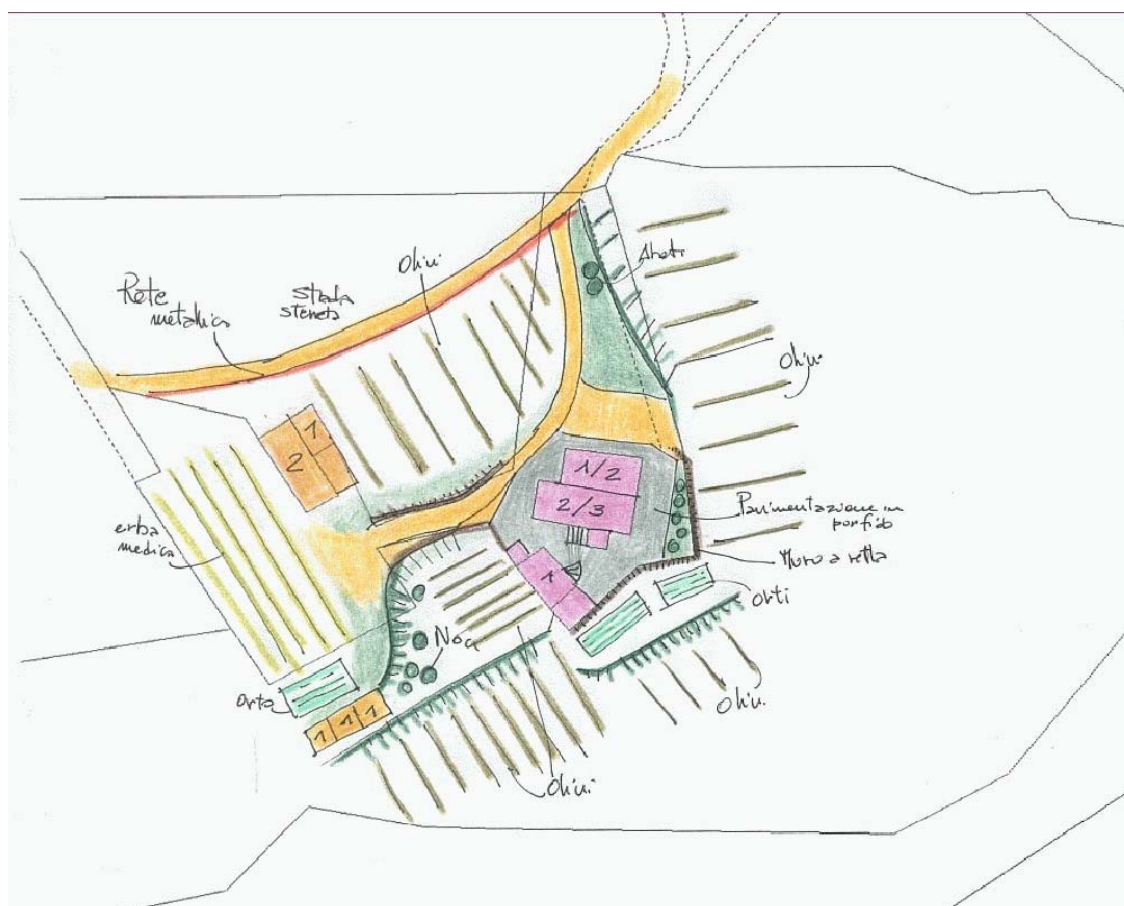 Olivi
Abeti
Rete
metallica
strada
sterrata
Olivi
1
2
1/2
2/3
Pavimentazione in
porfido
erba
medica
Muro a retta
1
orti
Noci
orto
Olivi
1 1 1
Olivi